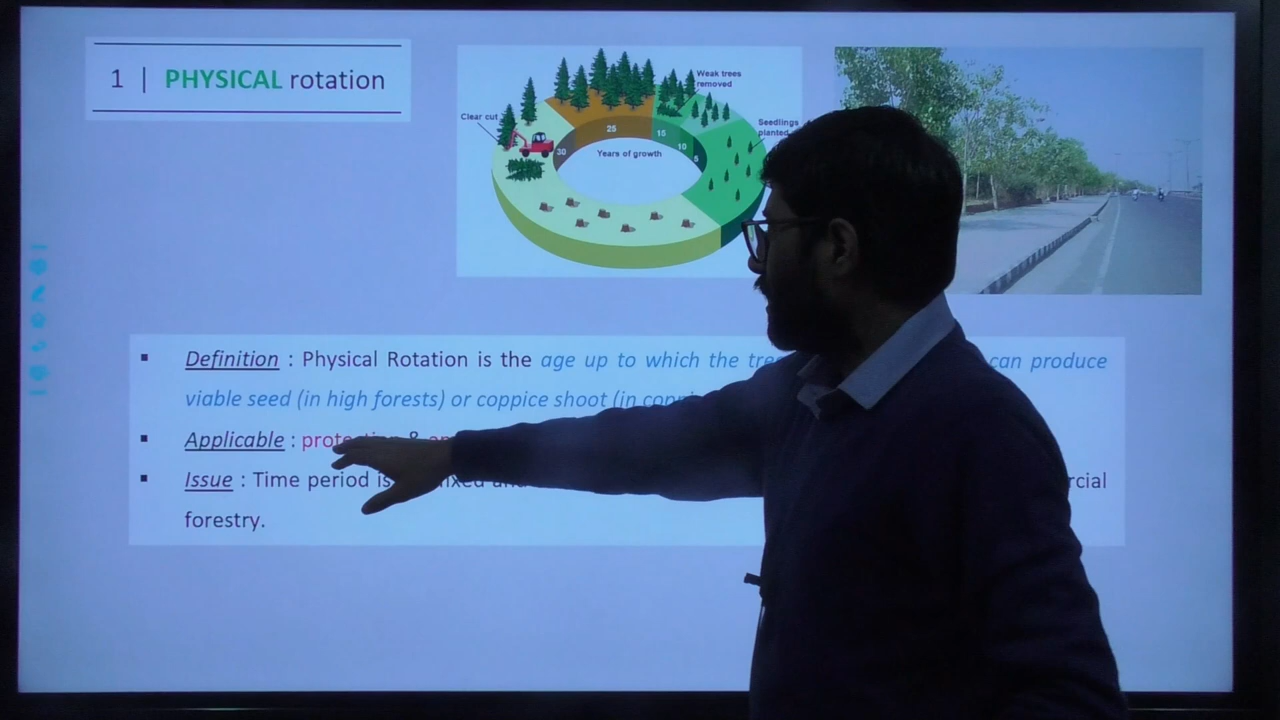 1 | PHYSICAL rotation
Weak trees
removed
Clear cut
Seedlings
planted
25
15
10
5
30
Years of growth
Definition : Physical Rotation is the age up to which the can produce
viable seed (in high forests) or coppice shoot (in
Applicable : &
Issue : Time period is
forestry.